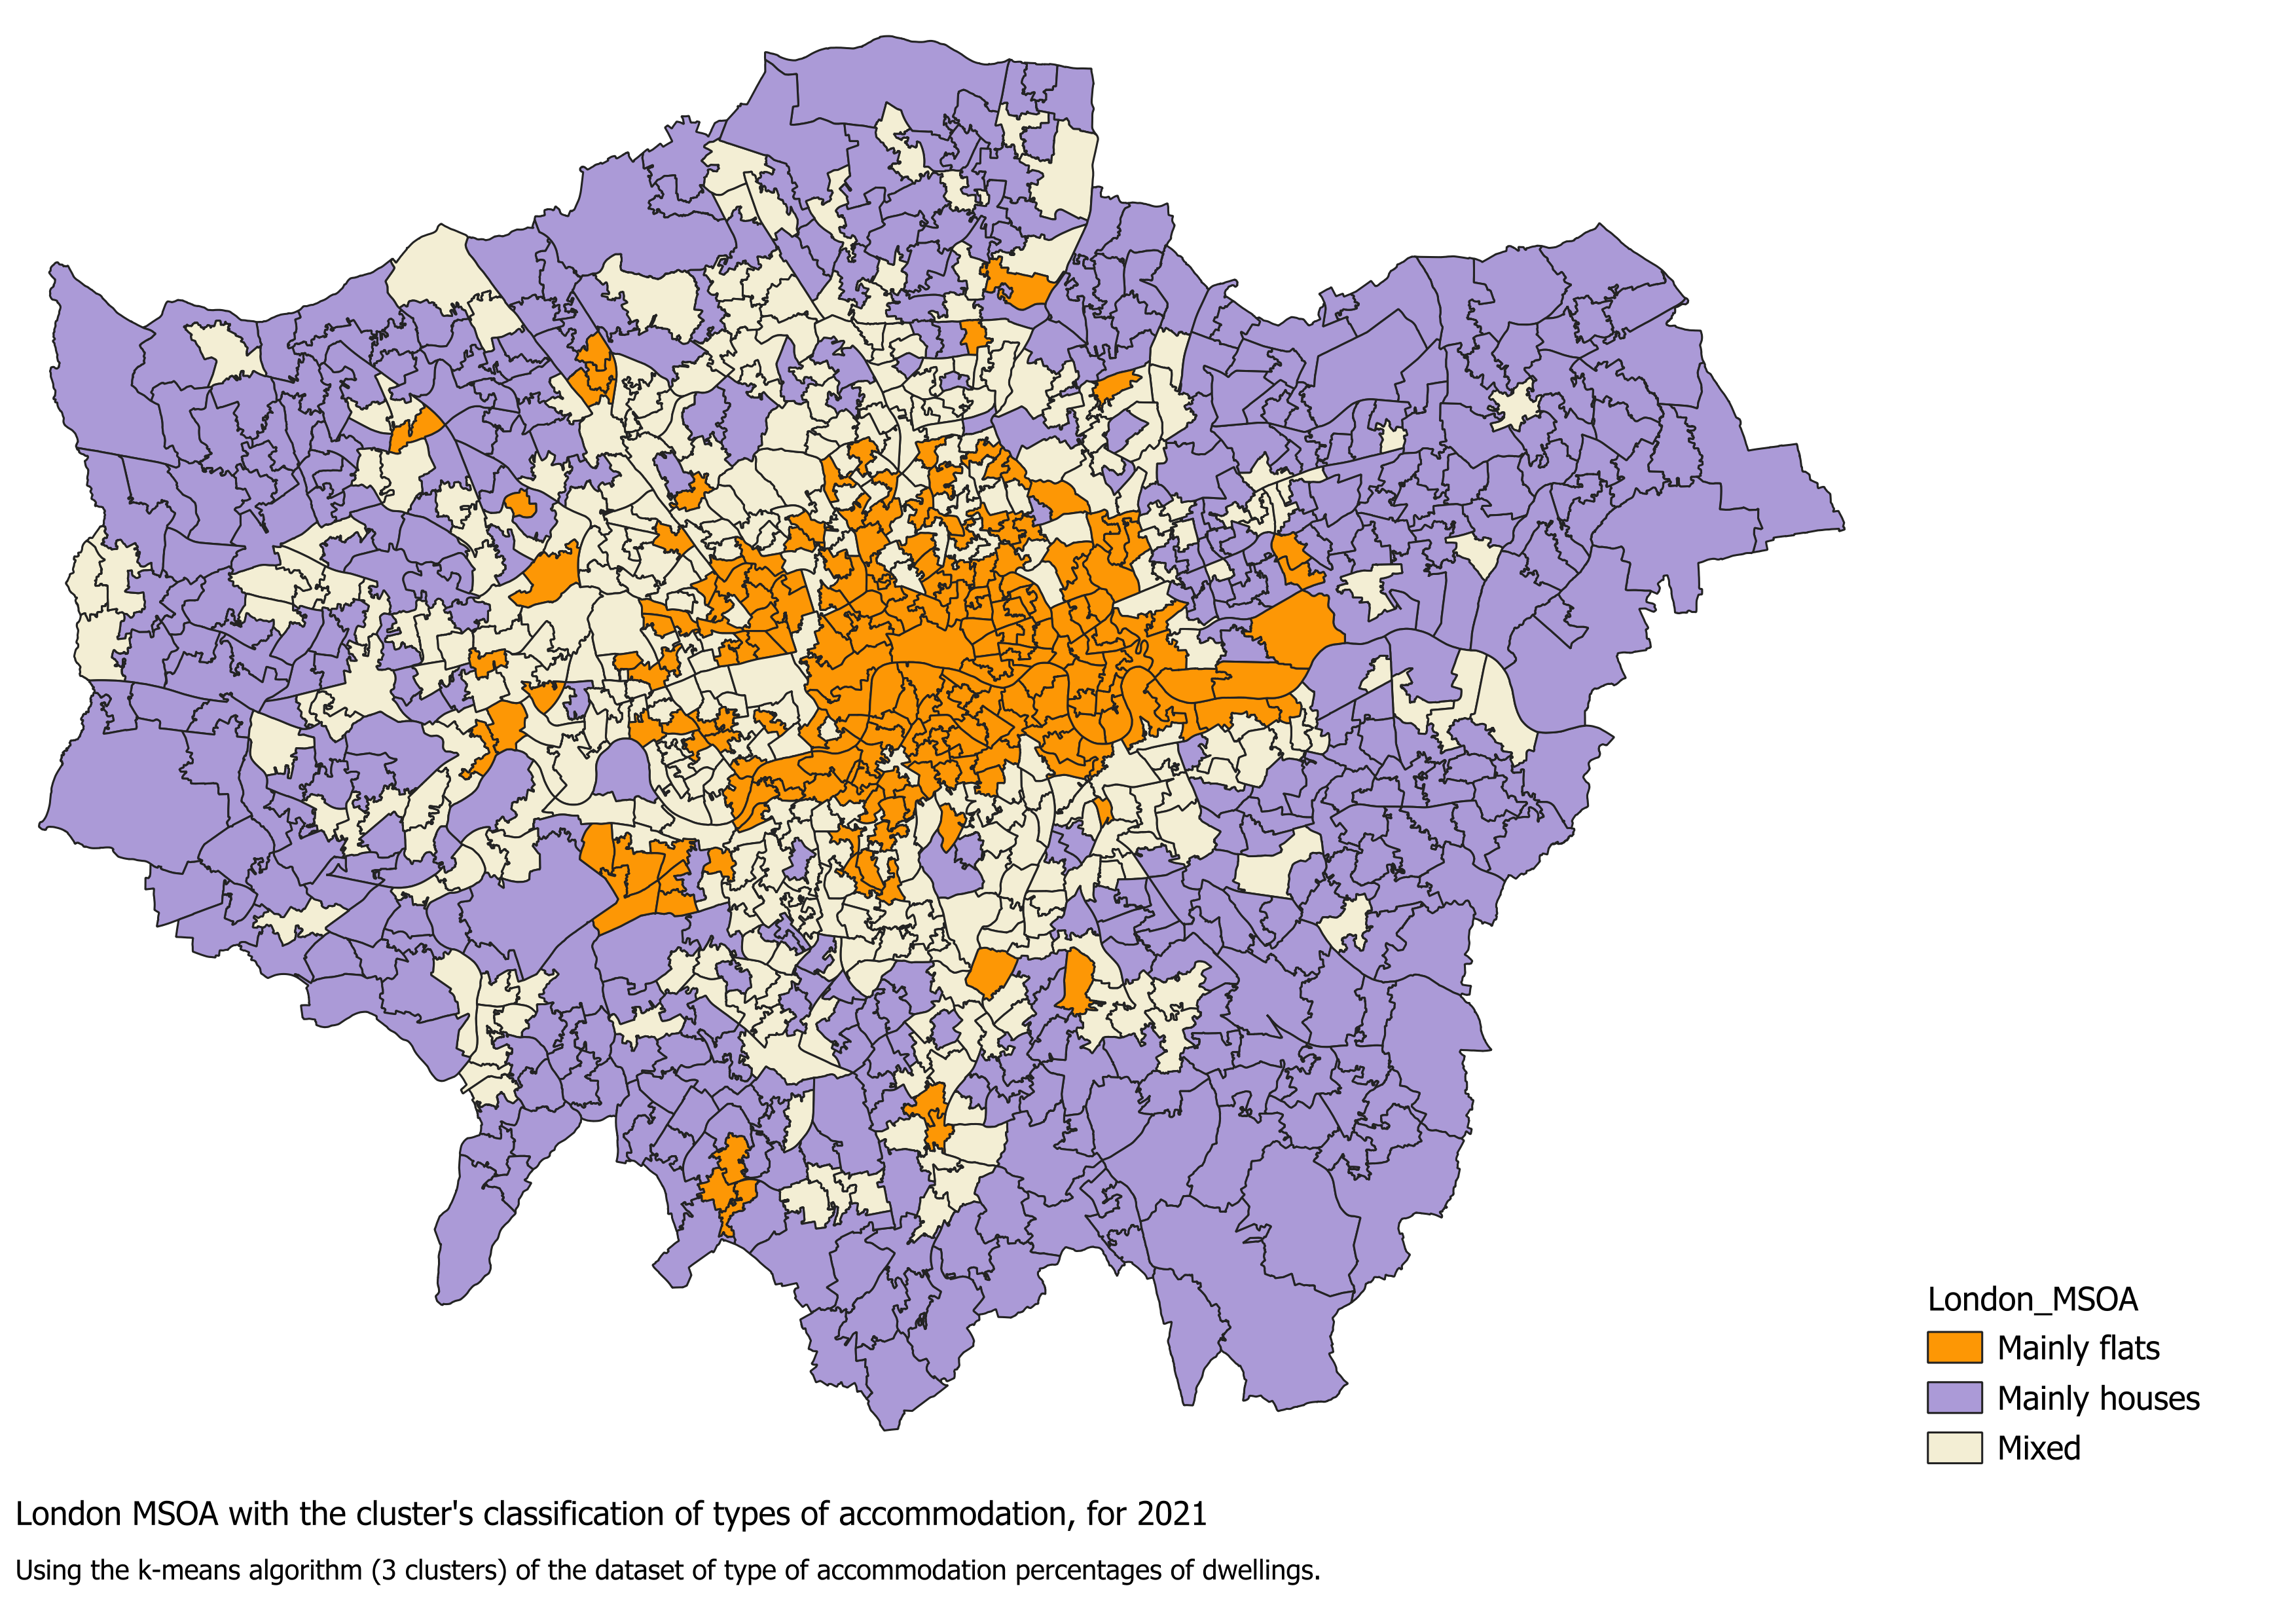 London_MSOA
Mainly flats
Mainly houses
Mixed
London MSOA with the cluster's classification of types of accommodation, for 2021
Using the k-means algorithm (3 clusters) of the dataset of type of accommodation percentages of dwellings.